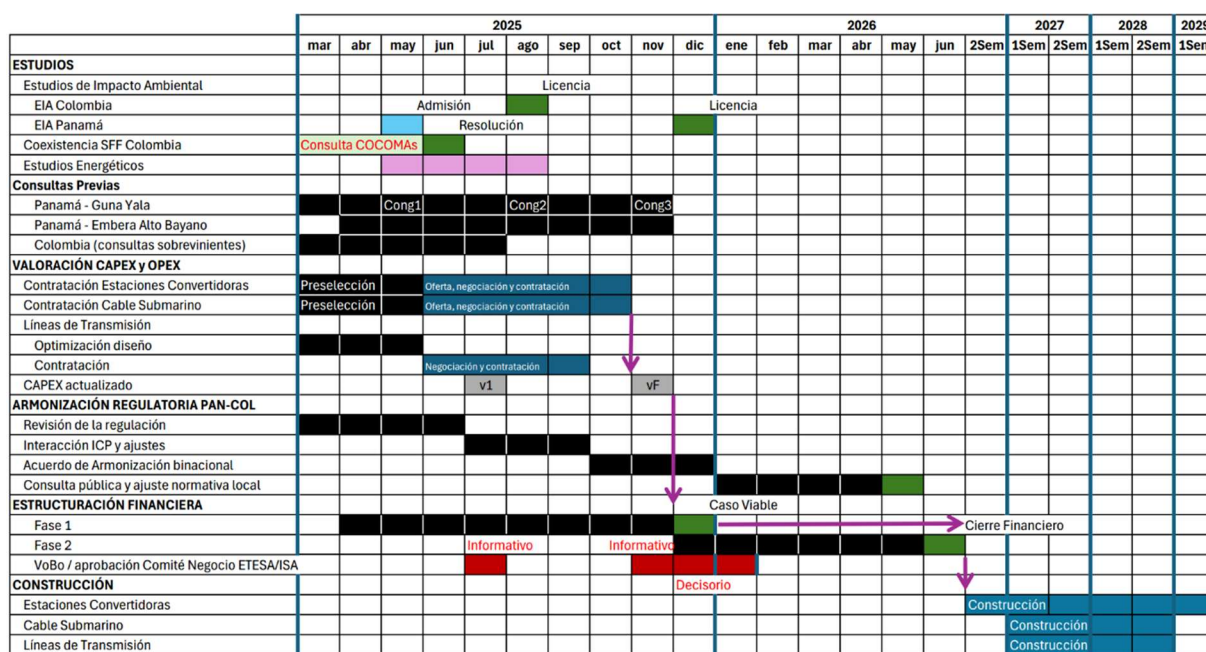 2025 2026 2027 2028 2029
mar abr may jun jul ago sep oct nov dic ene feb mar abr may jun 2Sem 1Sem 2Sem 1Sem 2Sem 1Sem
ESTUDIOS
Estudios de Impacto Ambiental Licencia
EIA Colombia Admisión Licencia
EIA Panamá Resolución
Coexistencia SFF Colombia Consulta COCOMAs
Estudios Energéticos
Consultas Previas
Panamá - Guna Yala Cong1 Cong2 Cong3
Panamá - Embera Alto Bayano
Colombia (consultas sobrevinientes)
VALORACIÓN CAPEX y OPEX
Contratación Estaciones Convertidoras Preselección Oferta, negociación y contratación
Contratación Cable Submarino Preselección Oferta, negociación y contratación
Líneas de Transmisión
Optimización diseño
Contratación Negociación y contratación
CAPEX actualizado v1 vF
ARMONIZACIÓN REGULATORIA PAN-COL
Revisión de la regulación
Interacción ICP y ajustes
Acuerdo de Armonización binacional
Consulta pública y ajuste normativa local
ESTRUCTURACIÓN FINANCIERA Caso Viable
Fase 1 Cierre Financiero
Fase 2 Informativo Informativo
VoBo / aprobación Comité Negocio ETESA/ISA
CONSTRUCCIÓN Decisorio
Estaciones Convertidoras Construcción
Cable Submarino Construcción
Líneas de Transmisión Construcción